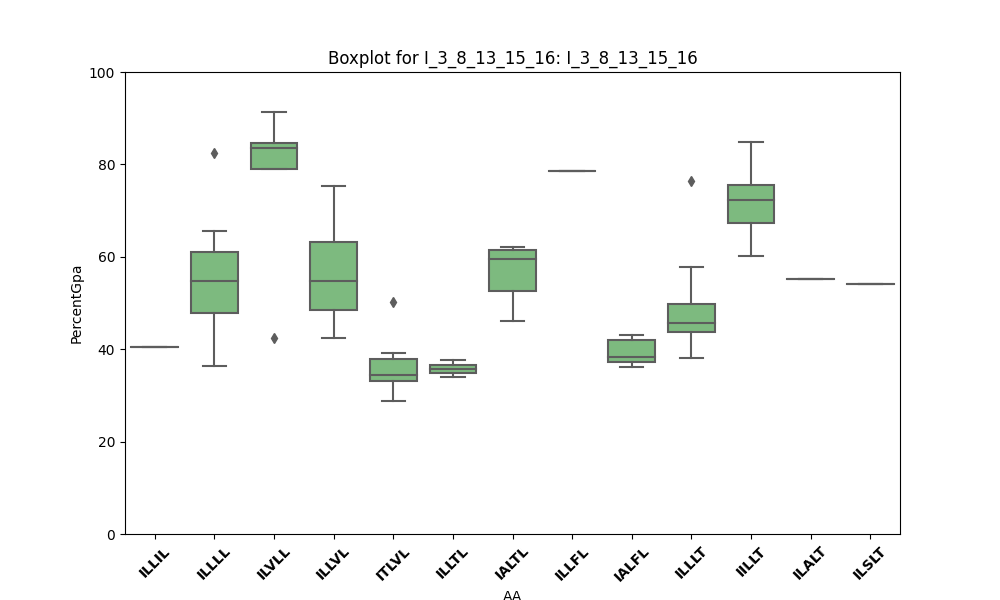 Boxplot for I_3_8_13_15_16: I_3_8_13_15_16
100
80
60
40
20
0
PercentGpa
ILLIL
ILLLL
ILVLL
ILLVL
ITLVL
ILLTL
IALTL
ILLFL
IALFL
ILLLT
IILLT
ILALT
ILSLT
AA